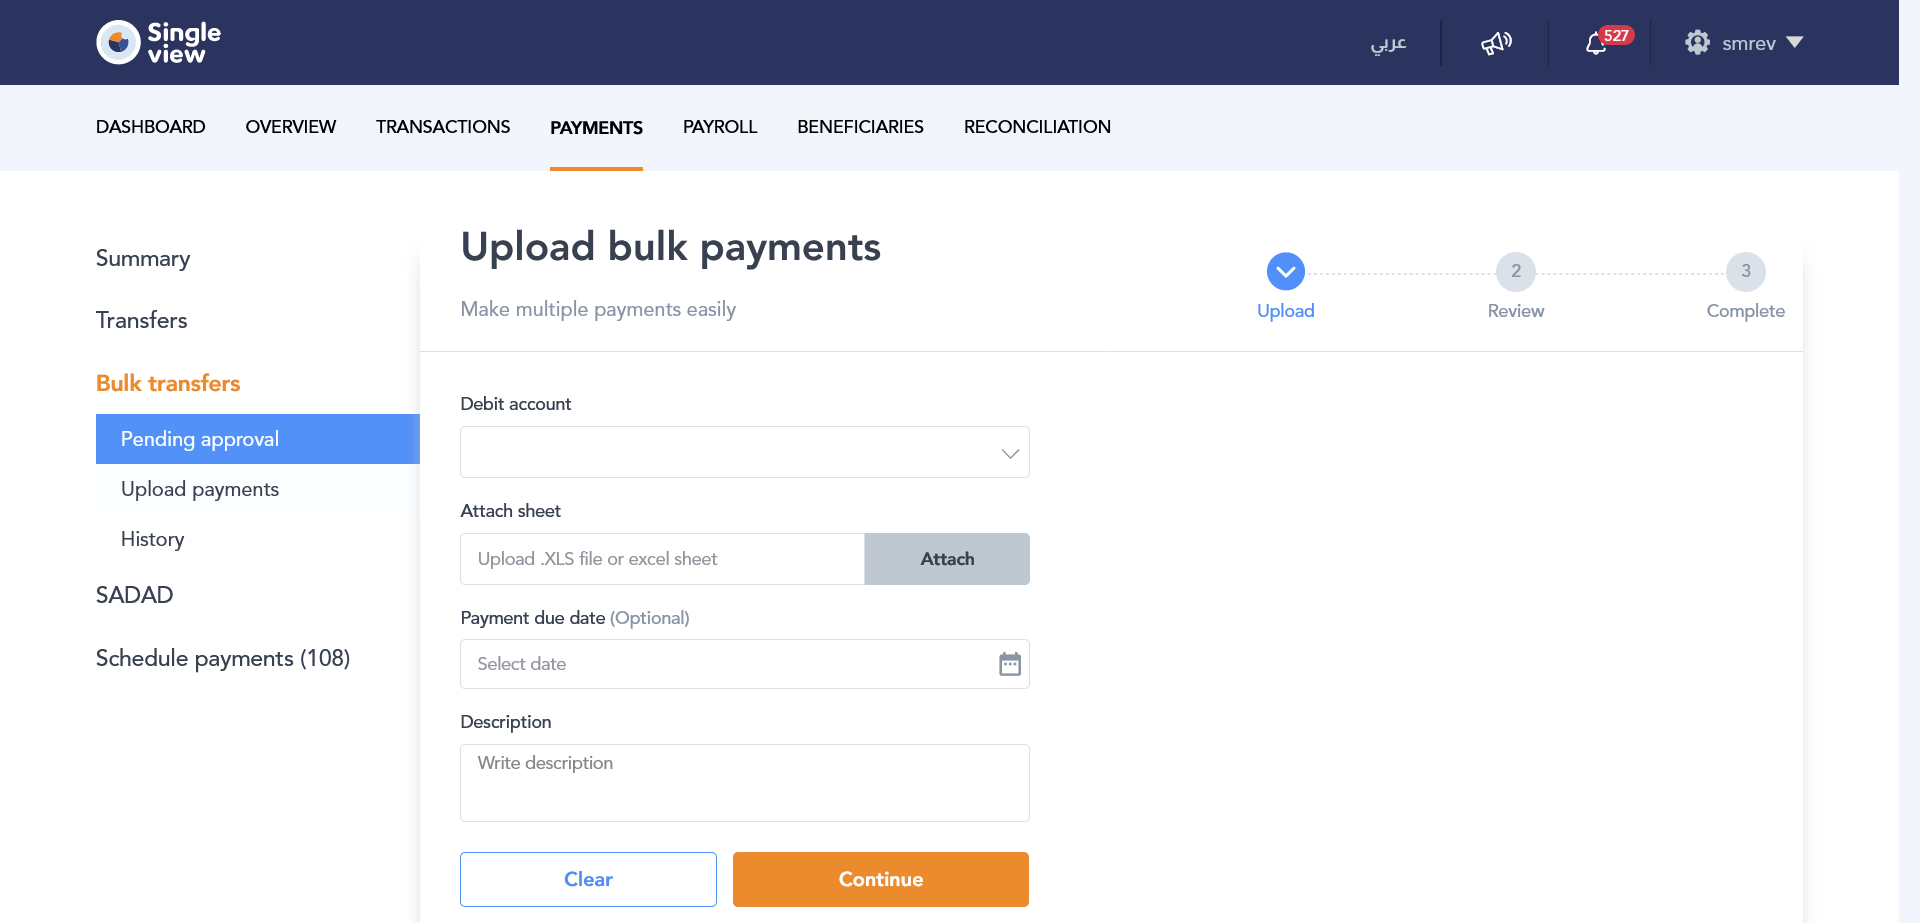 Single
view
عربي
527
smrev
DASHBOARD OVERVIEW TRANSACTIONS PAYMENTS PAYROLL BENEFICIARIES RECONCILIATION
Summary
Transfers
Bulk transfers
Pending approval
Upload payments
History
SADAD
Schedule payments (108)
Upload bulk payments
Make multiple payments easily
Upload
2
Review
3
Complete
Debit account
Attach sheet
Upload .XLS file or excel sheet
Attach
Payment due date (Optional)
Select date
Description
Write description
Clear
Continue